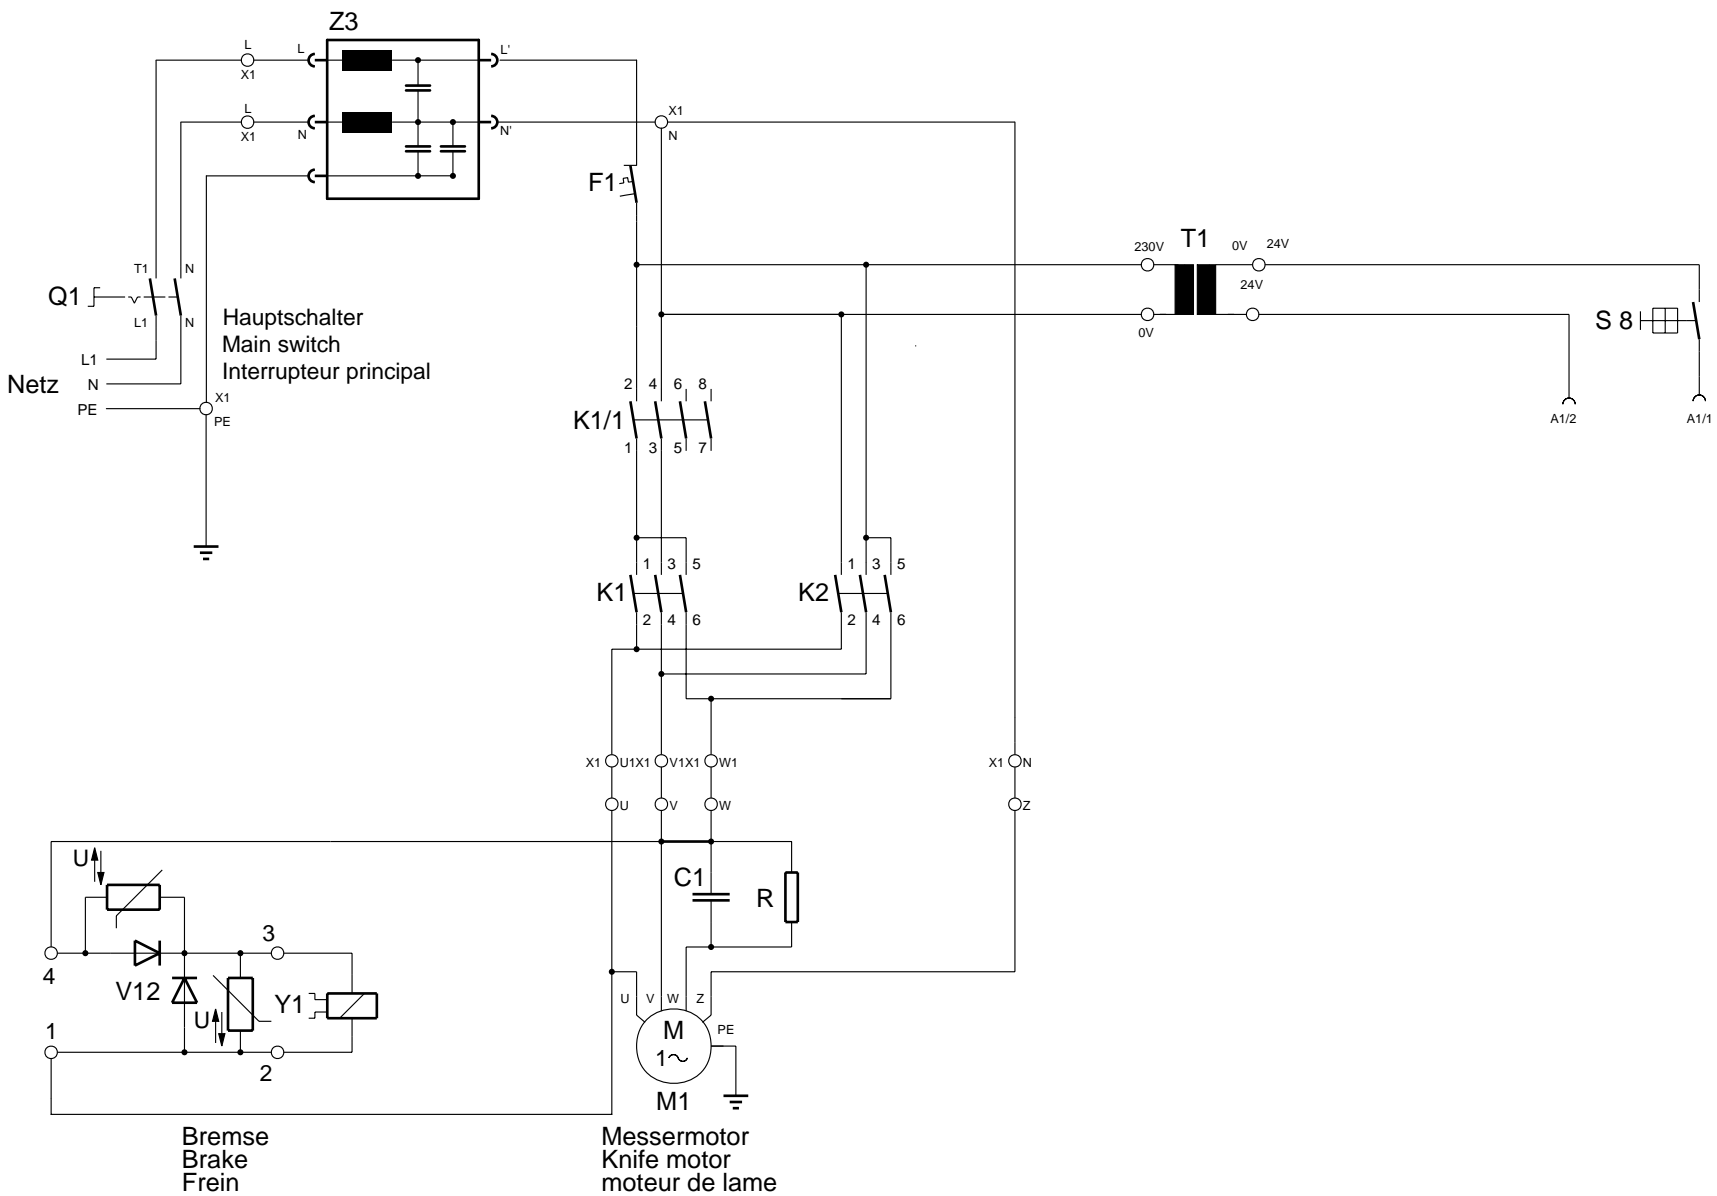 Z3
L
X1
L
L'
L
X1
N
N'
X1
N
F1
T1
N
Q1
L1
N
Hauptschalter
Main switch
Interrupteur principal
L1
Netz
N
PE
X1
PE
230V
T1
0V
24V
24V
0V
S 8
A1/2
A1/1
2 4 6 8
K1/1
1 3 5 7
1 3 5
K1
2 4 6
1 3 5
K2
2 4 6
X1 U1 X1 V1 X1 W1
X1 N
U V W
Z
U
C1
R
4
3
V12
U
Y1
1
2
U V W Z
M
1~
PE
M1
Bremse
Brake
Frein
Messermotor
Knife motor
moteur de lame